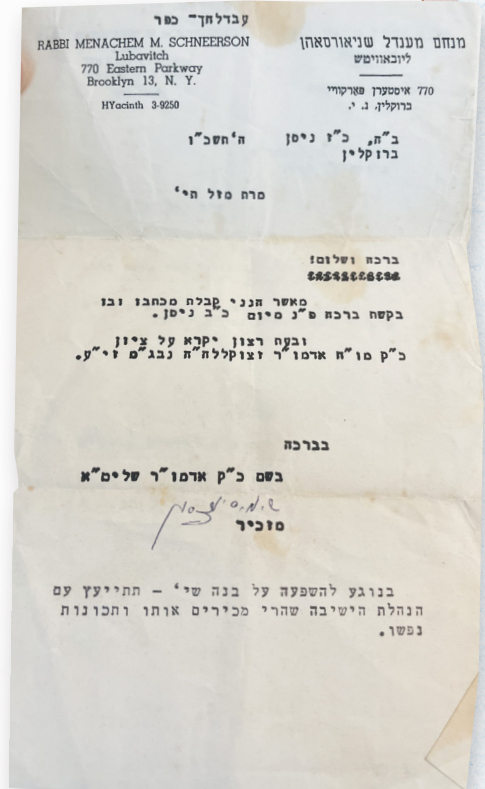 עבדלחק־ כפר
RABBI MENACHEM M. SCHNEERSON
Lubavitch
770 Eastern Parkway
Brooklyn 13, N. Y.
HYacinth 3-9250
מנחם מענדל שניאורסאהן
ליובאוויטש
770 איסטערן פארקוויי
ברוקלין, נ. י.
ב"ה, כ"ז ניסן ה'תשכ"ו
ברוקלין
מרת מזל תי'
ברכה ושלום!
מאשר הנני קבלת מכתבו ובו
בקשת ברכה פ"נ מיום כ"ב ניסן.
ובעת רצון יקרא על ציון
כ"ק מו"ח אדמו"ר זצוקללה"ה נבג"מ זי"ע.
בברכה
בשם כ"ק אדמו"ר שליט"א
מזכיר
בנוגע להשפעה על בנה שי' - תתייעץ עם
הנהלת הישיבה שהרי מכירים אותו ותכונות
נפשו.